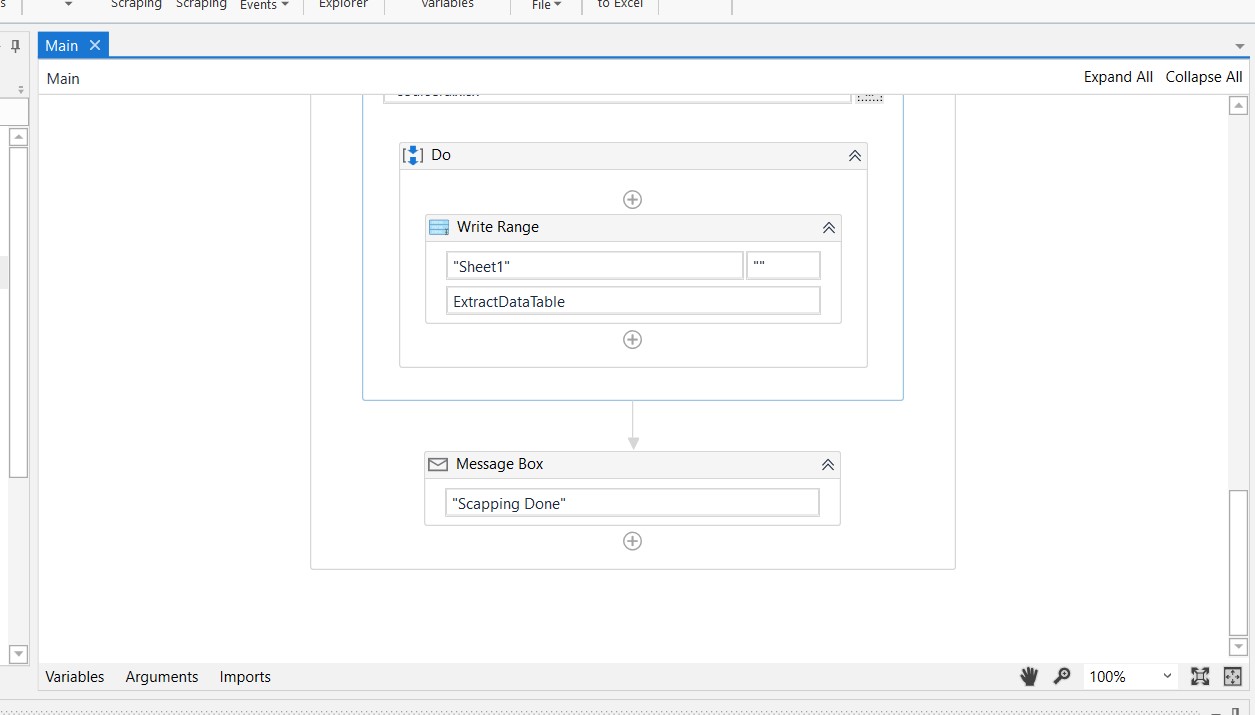 Scraping Scraping Events Explorer Variables File to Excel
Main
Main Expand All Collapse All
Do
Write Range
"Sheet1" ""
ExtractDataTable
Message Box
"Scapping Done"
Variables Arguments Imports 100%